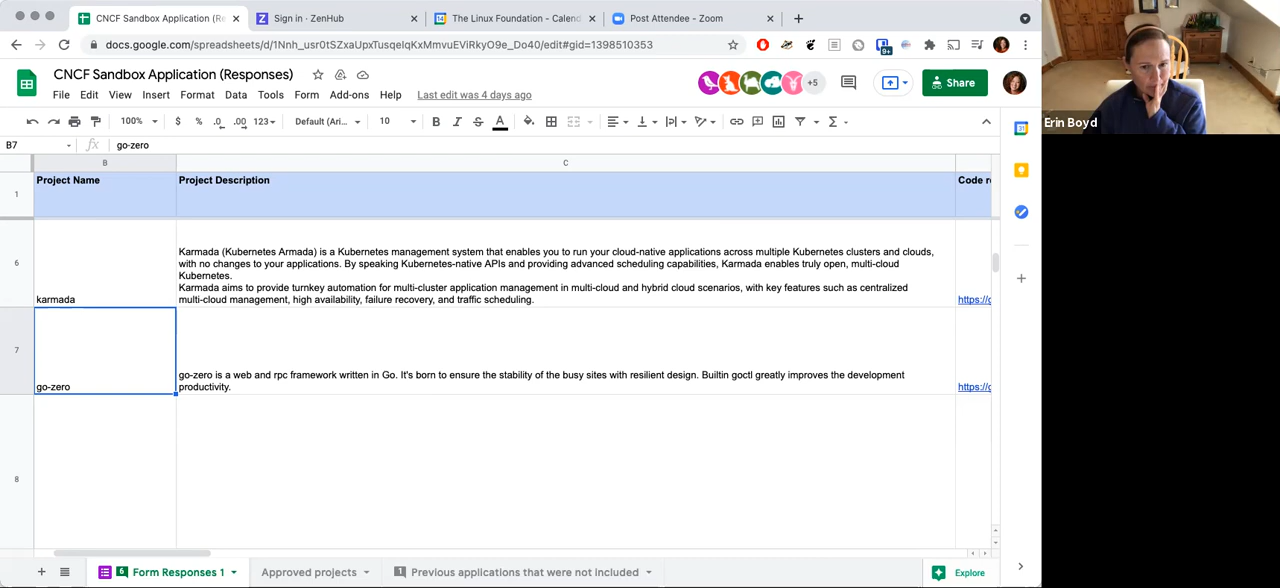 CNCF Sandbox Application (Re
Sign in · ZenHub
The Linux Foundation - Calend
Post Attendee - Zoom
docs.google.com/spreadsheets/d/1Nnh_usr0tSZxaUpxTusqeIqKxMmvuEViRkyO9e_Do40/edit#gid=1398510353
9+
CNCF Sandbox Application (Responses)
File Edit View Insert Format Data Tools Form Add-ons Help Last edit was 4 days ago
+5
Share
100% $ % .0 .00 123 Default (Ari... 10 B I S A
B7 fx go-zero
B C
1 Project Name Project Description Code r
6
Karmada (Kubernetes Armada) is a Kubernetes management system that enables you to run your cloud-native applications across multiple Kubernetes clusters and clouds,
with no changes to your applications. By speaking Kubernetes-native APIs and providing advanced scheduling capabilities, Karmada enables truly open, multi-cloud
Kubernetes.
Karmada aims to provide turnkey automation for multi-cluster application management in multi-cloud and hybrid cloud scenarios, with key features such as centralized
karmada multi-cloud management, high availability, failure recovery, and traffic scheduling. https://g
7
go-zero is a web and rpc framework written in Go. It's born to ensure the stability of the busy sites with resilient design. Builtin goctl greatly improves the development
go-zero productivity. https://g
8
6 Form Responses 1 Approved projects 1 Previous applications that were not included Explore
Erin Boyd
31